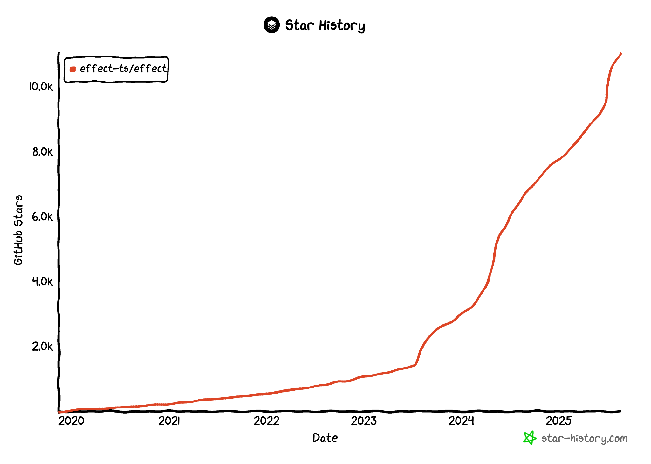 Star History
effect-ts/effect
10.0k
8.0k
6.0k
4.0k
2.0k
GitHub Stars
2020 2021 2022 2023 2024 2025
Date
star-history.com